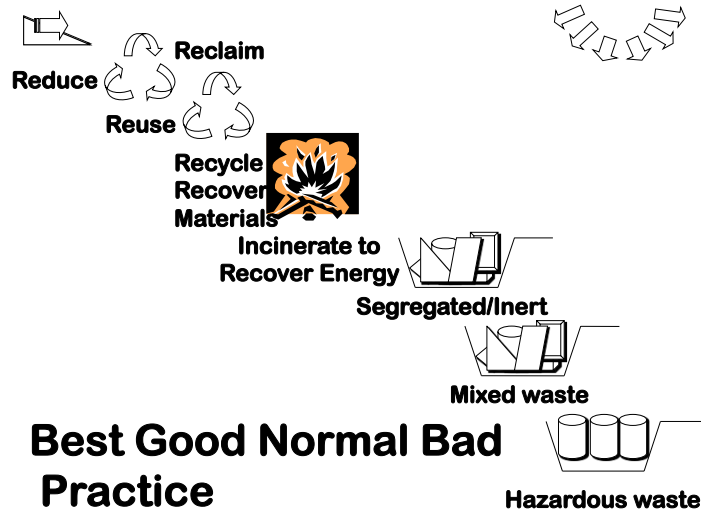 Reclaim
Reduce
Reuse
Recycle
Recover
Materials
Incinerate to
Recover Energy
Segregated/Inert
Mixed waste
Best Good Normal Bad
Practice
Hazardous waste